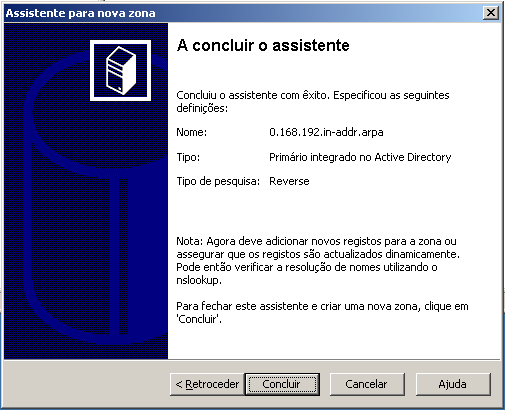 Assistente para nova zona
A concluir o assistente
Concluiu o assistente com êxito. Especificou as seguintes
definições:
Nome: 0.168.192.in-addr.arpa
Tipo: Primário integrado no Active Directory
Tipo de pesquisa: Reverse
Nota: Agora deve adicionar novos registos para a zona ou
assegurar que os registos são actualizados dinamicamente.
Pode então verificar a resolução de nomes utilizando o
nslookup.
Para fechar este assistente e criar uma nova zona, clique em
'Concluir'.
< Retroceder Concluir Cancelar Ajuda